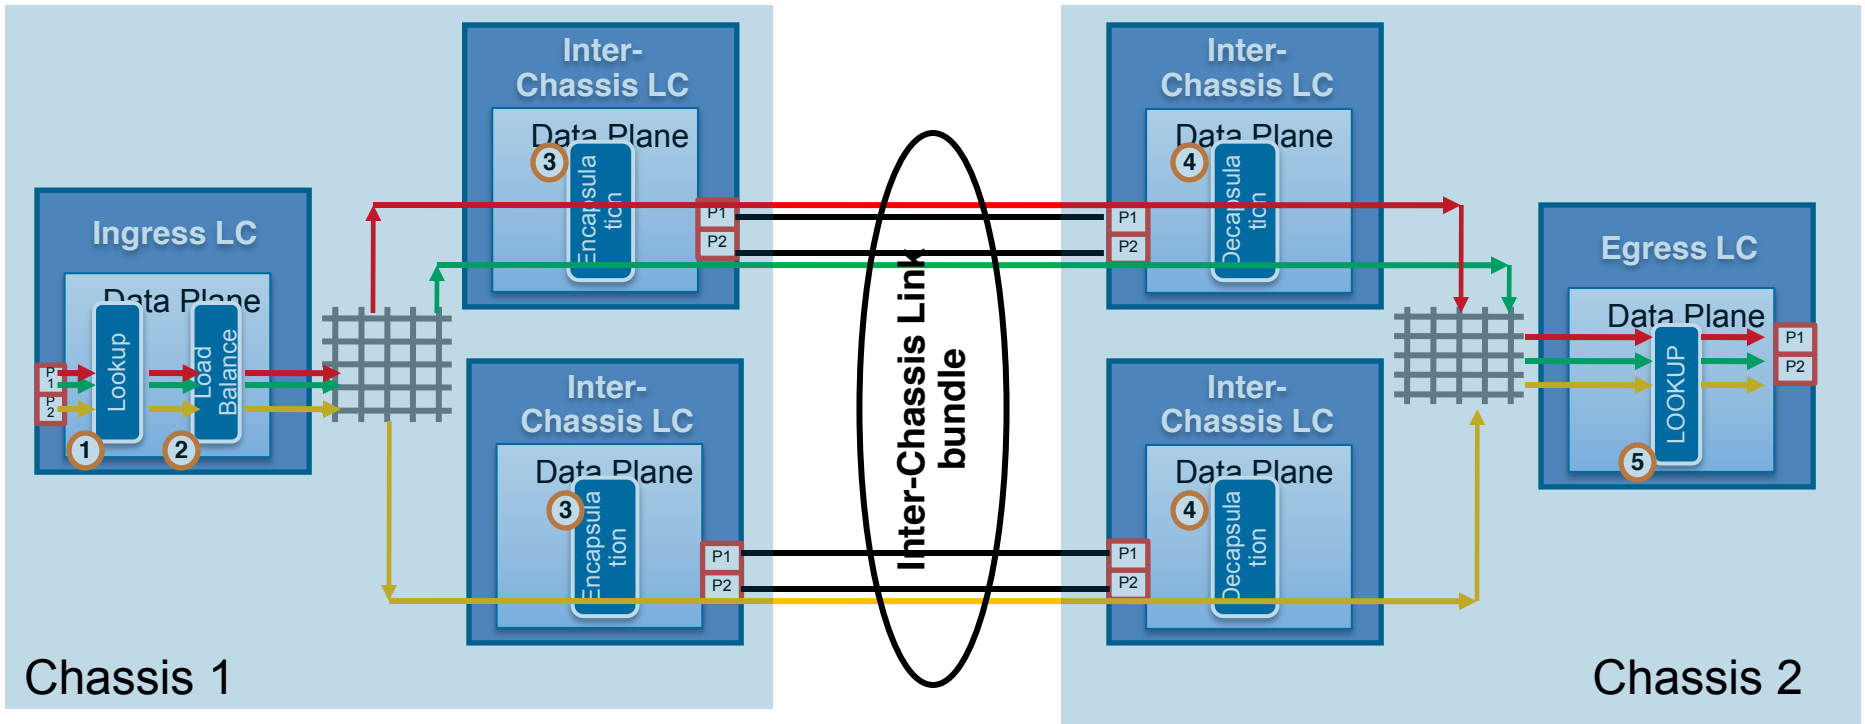 Inter-
Chassis LC
Data Plane
3
Encapsula
tion
P1
P2
Inter-
Chassis LC
Data Plane
4
Decapsula
tion
P1
P2
Ingress LC
Data Plane
Lookup
Load
Balance
P
1
P
2
1
2
Inter-Chassis Link
bundle
Egress LC
Data Plane
LOOKUP
P1
P2
5
Inter-
Chassis LC
Data Plane
3
Encapsula
tion
P1
P2
Inter-
Chassis LC
Data Plane
4
Decapsula
tion
P1
P2
Chassis 1
Chassis 2